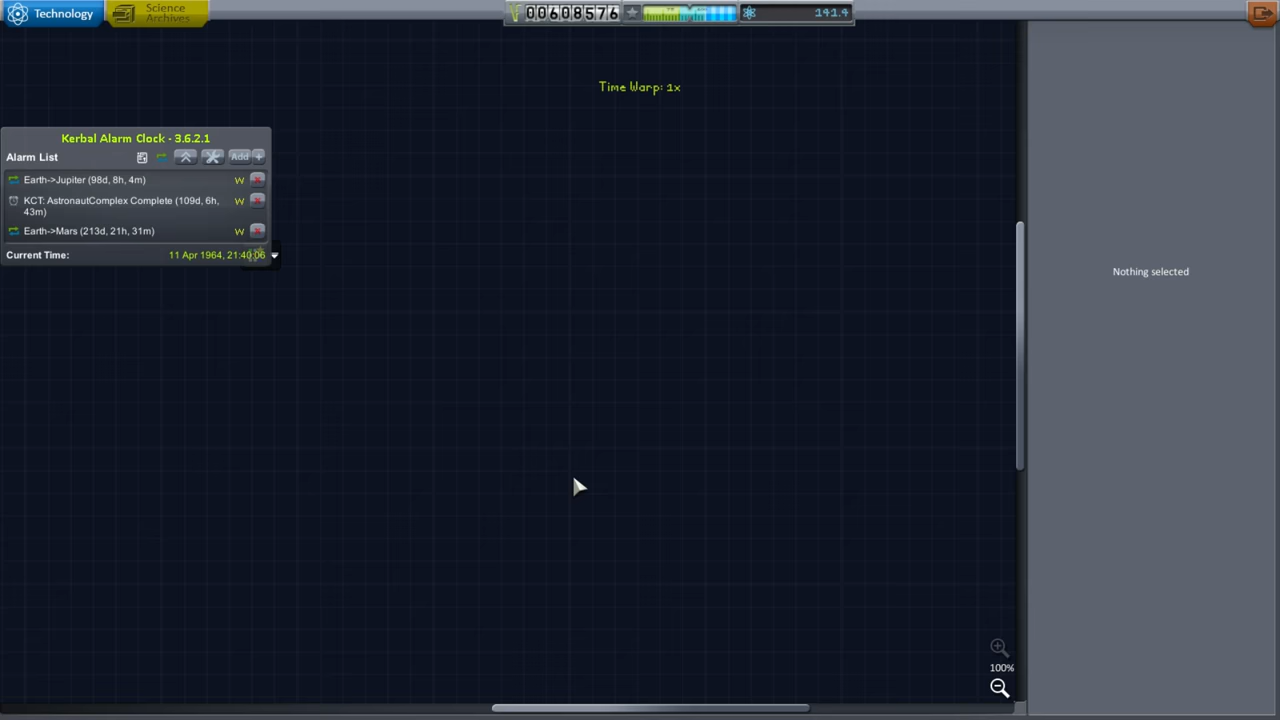 Technology
Science
Archives
00608576
141.4
Time Warp: 1x
Kerbal Alarm Clock - 3.6.2.1
Alarm List
Add +
Earth->Jupiter (98d, 8h, 4m) W
KCT: AstronautComplex Complete (109d, 6h,
43m) W
Earth->Mars (213d, 21h, 31m) W
Current Time: 11 Apr 1964, 21:40:06
Nothing selected
100%